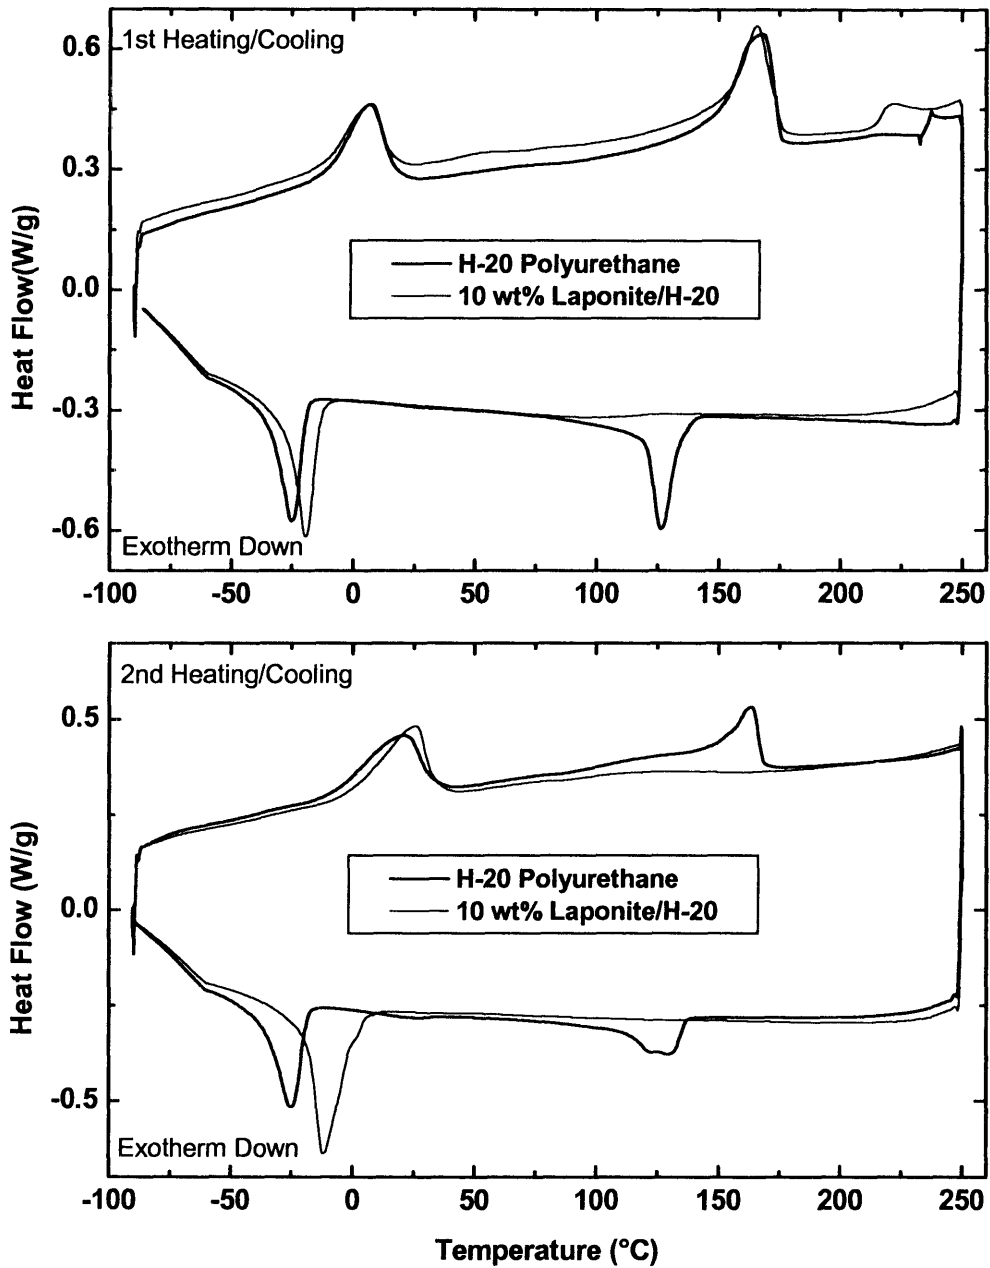 1st Heating/Cooling
0.6
0.3
0.0
-0.3
-0.6
Heat Flow(W/g)
H-20 Polyurethane
10 wt% Laponite/H-20
Exotherm Down
-100 -50 0 50 100 150 200 250
2nd Heating/Cooling
0.5
0.0
-0.5
Heat Flow (W/g)
H-20 Polyurethane
10 wt% Laponite/H-20
Exotherm Down
-100 -50 0 50 100 150 200 250
Temperature (°C)